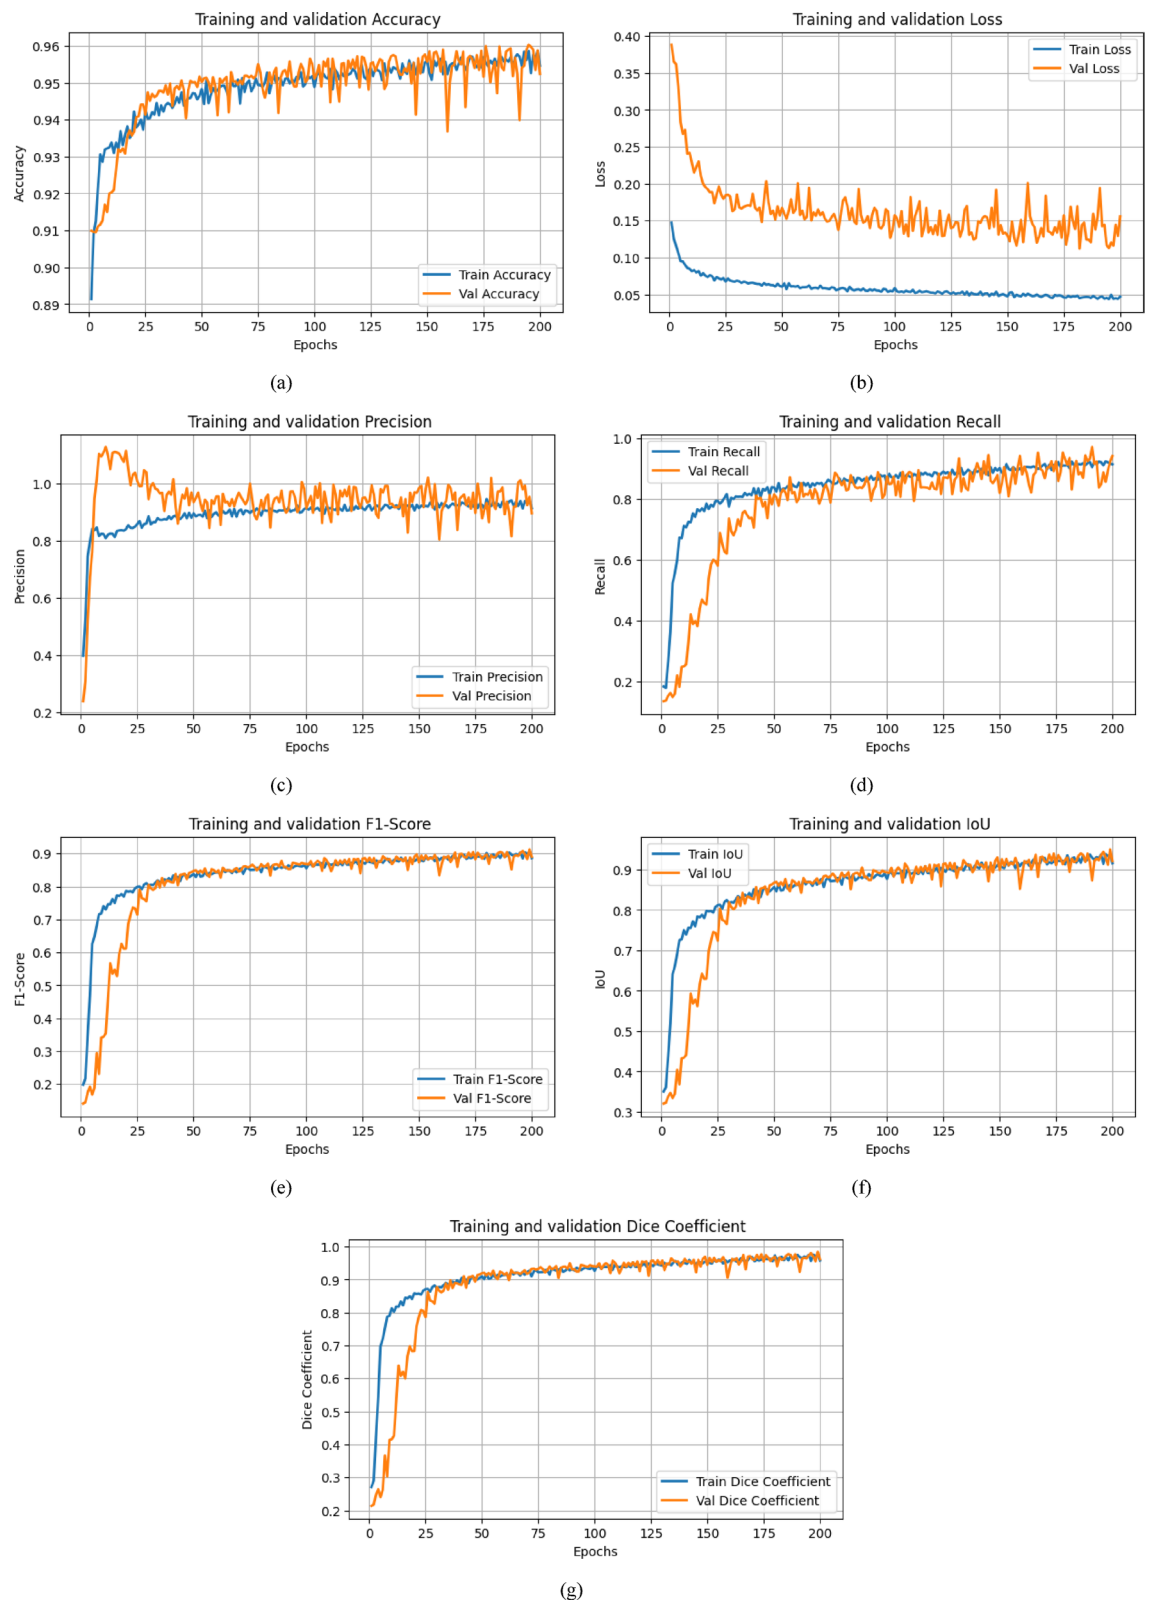 Training and validation Accuracy
0.96
0.95
0.94
0.93
0.92
0.91
0.90
0.89
Accuracy
Train Accuracy
Val Accuracy
0 25 50 75 100 125 150 175 200
Epochs
(a)
Training and validation Loss
0.40
0.35
0.30
0.25
0.20
0.15
0.10
0.05
Loss
Train Loss
Val Loss
0 25 50 75 100 125 150 175 200
Epochs
(b)
Training and validation Precision
1.0
0.8
0.6
0.4
0.2
Precision
Train Precision
Val Precision
0 25 50 75 100 125 150 175 200
Epochs
(c)
Training and validation Recall
1.0
0.8
0.6
0.4
0.2
Recall
Train Recall
Val Recall
0 25 50 75 100 125 150 175 200
Epochs
(d)
Training and validation F1-Score
0.9
0.8
0.7
0.6
0.5
0.4
0.3
0.2
F1-Score
Train F1-Score
Val F1-Score
0 25 50 75 100 125 150 175 200
Epochs
(e)
Training and validation IoU
0.9
0.8
0.7
0.6
0.5
0.4
0.3
IoU
Train IoU
Val IoU
0 25 50 75 100 125 150 175 200
Epochs
(f)
Training and validation Dice Coefficient
1.0
0.9
0.8
0.7
0.6
0.5
0.4
0.3
0.2
Dice Coefficient
Train Dice Coefficient
Val Dice Coefficient
0 25 50 75 100 125 150 175 200
Epochs
(g)